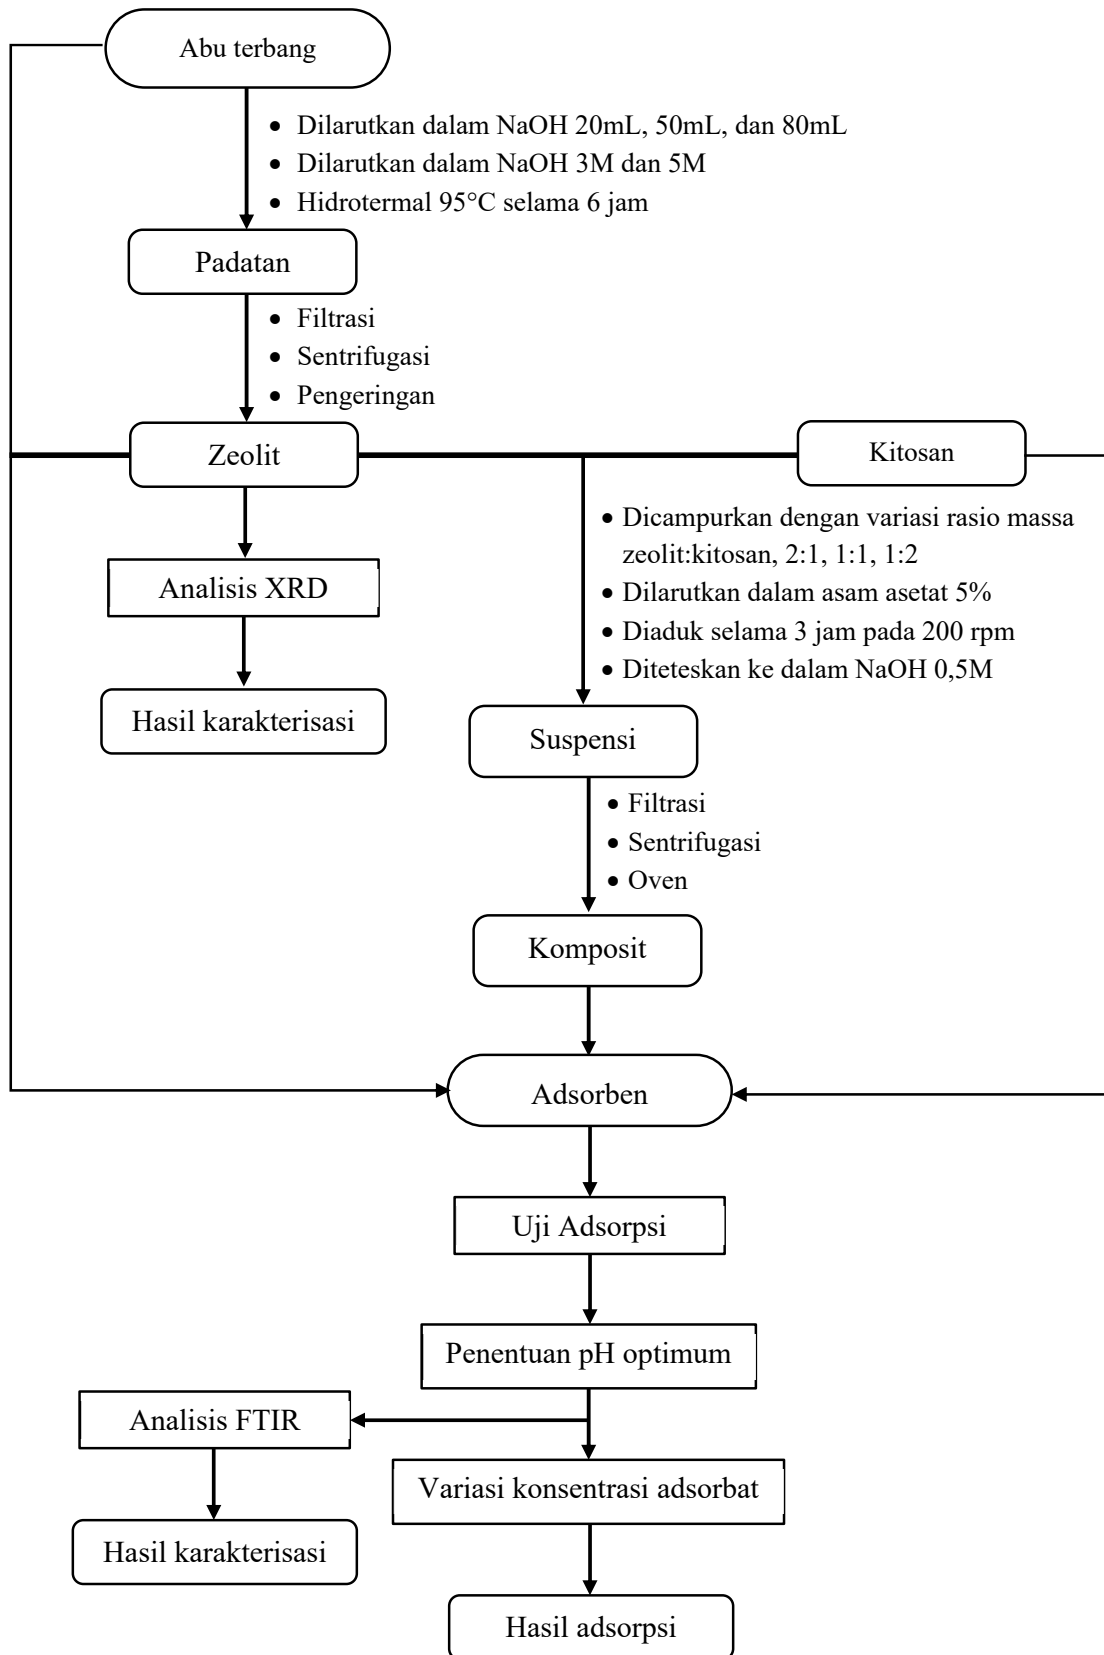 Abu terbang
• Dilarutkan dalam NaOH 20mL, 50mL, dan 80mL
• Dilarutkan dalam NaOH 3M dan 5M
• Hidrotermal 95°C selama 6 jam
Padatan
• Filtrasi
• Sentrifugasi
• Pengeringan
Zeolit
Kitosan
• Dicampurkan dengan variasi rasio massa
zeolit:kitosan, 2:1, 1:1, 1:2
• Dilarutkan dalam asam asetat 5%
• Diaduk selama 3 jam pada 200 rpm
• Diteteskan ke dalam NaOH 0,5M
Analisis XRD
Hasil karakterisasi
Suspensi
• Filtrasi
• Sentrifugasi
• Oven
Komposit
Adsorben
Uji Adsorpsi
Penentuan pH optimum
Analisis FTIR
Variasi konsentrasi adsorbat
Hasil karakterisasi
Hasil adsorpsi